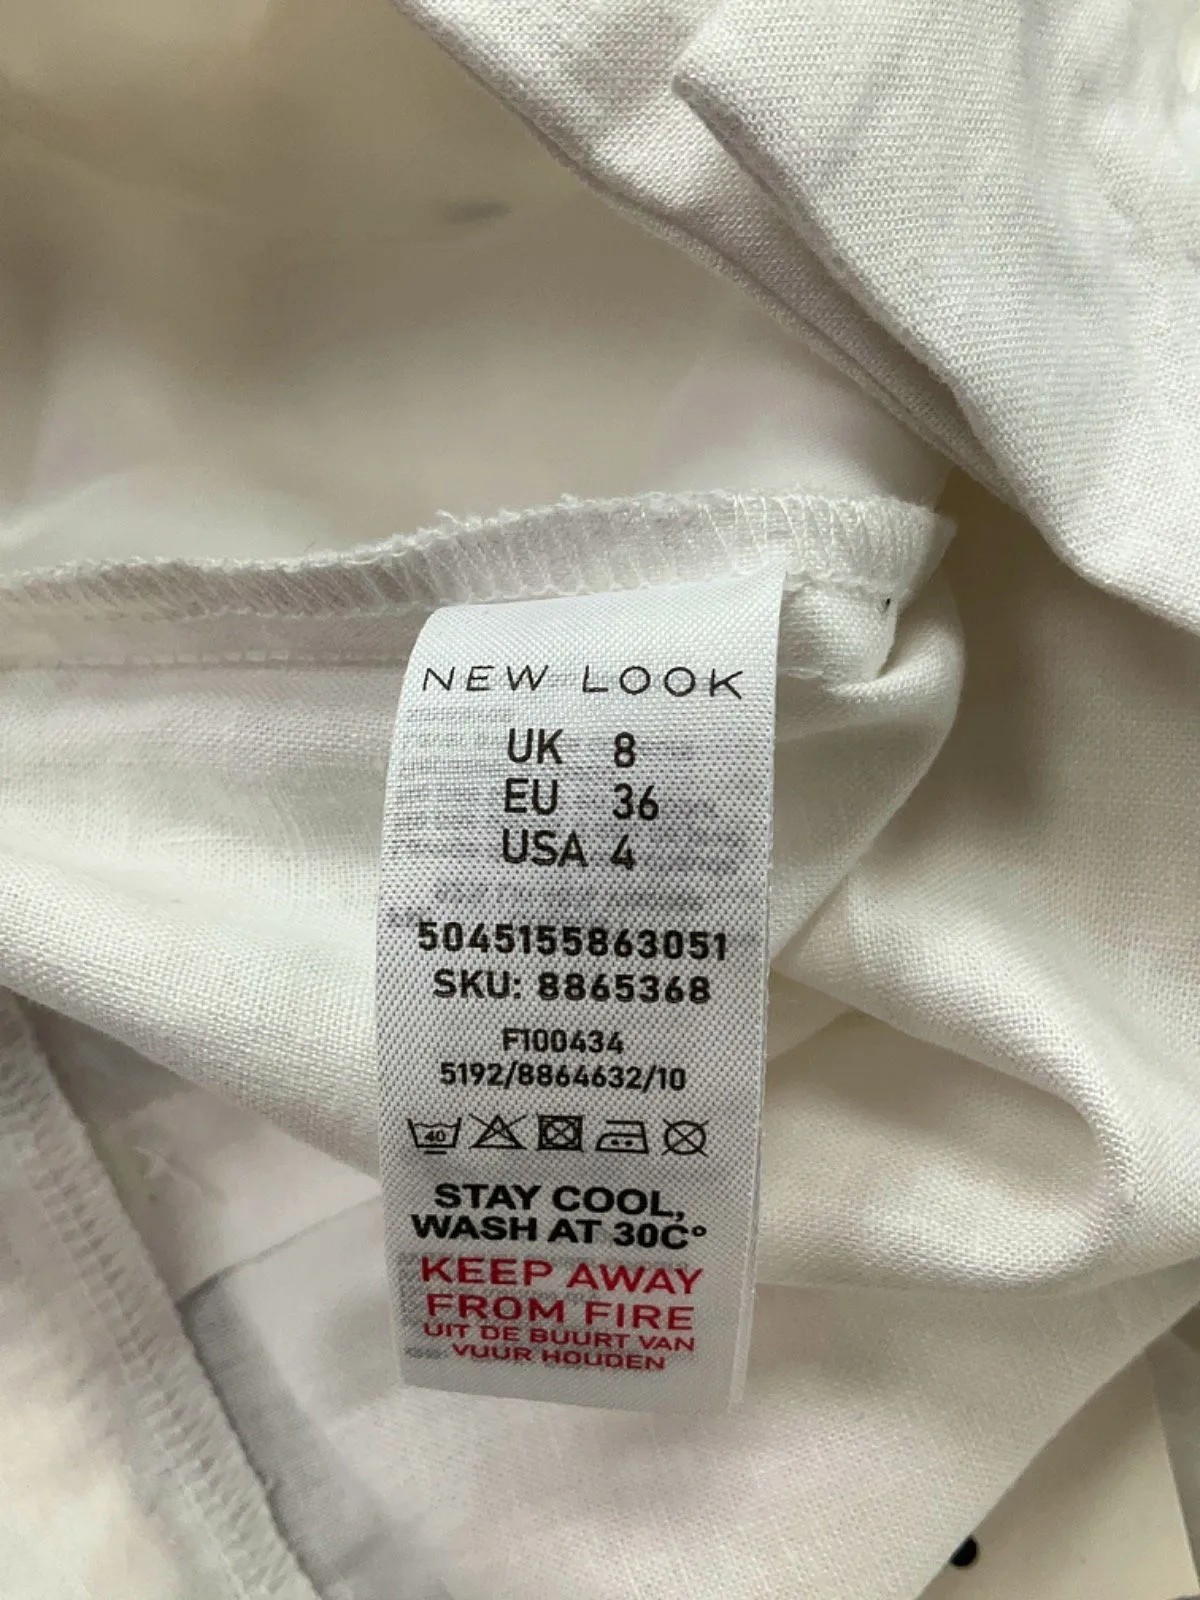 NEW LOOK
UK 8
EU 36
USA 4
5045155863051
SKU: 8865368
F100434
5192/8864632/10
40
STAY COOL,
WASH AT 30C°
KEEP AWAY
FROM FIRE
UIT DE BUURT VAN
VUUR HOUDEN